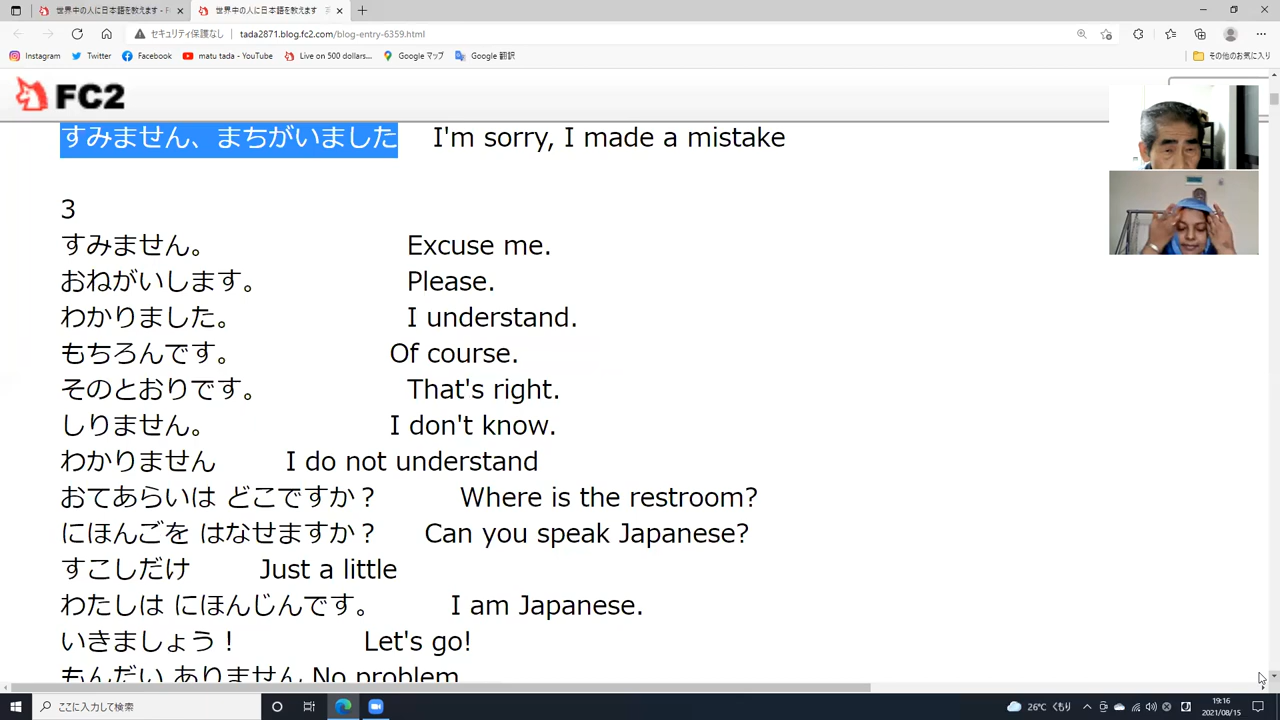 世界中の人に日本語を教えます - F
世界中の人に日本語を教えます
セキュリティ保護なし
tada2871.blog.fc2.com/blog-entry-6359.html
Instagram
Twitter
Facebook
matu tada - YouTube
Live on 500 dollars...
Google マップ
Google 翻訳
その他のお気に入り
FC2
すみません、まちがいました I'm sorry, I made a mistake
3
すみません。 Excuse me.
おねがいします。 Please.
わかりました。 I understand.
もちろんです。 Of course.
そのとおりです。 That's right.
しりません。 I don't know.
わかりません I do not understand
おてあらいは どこですか？ Where is the restroom?
にほんごを はなせますか？ Can you speak Japanese?
すこしだけ Just a little
わたしは にほんじんです。 I am Japanese.
いきましょう！ Let's go!
もんだい ありません No problem
ここに入力して検索
26°C くもり
19:16
2021/08/15